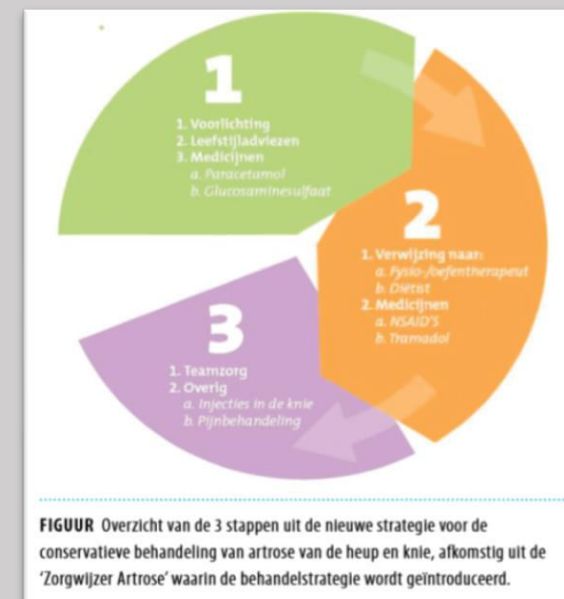 1
1. Voorlichting
2. Leefstijladviezen
3. Medicijnen
a. Paracetamol
b. Glucosaminesulfaat
2
1. Verwijzing naar:
a. Fysio-/oefentherapeut
b. Diëtist
2. Medicijnen
a. NSAID'S
b. Tramadol
3
1. Teamzorg
2. Overig
a. Injecties in de knie
b. Pijnbehandeling
FIGUUR Overzicht van de 3 stappen uit de nieuwe strategie voor de
conservatieve behandeling van artrose van de heup en knie, afkomstig uit de
‘Zorgwijzer Artrose’ waarin de behandelstrategie wordt geïntroduceerd.